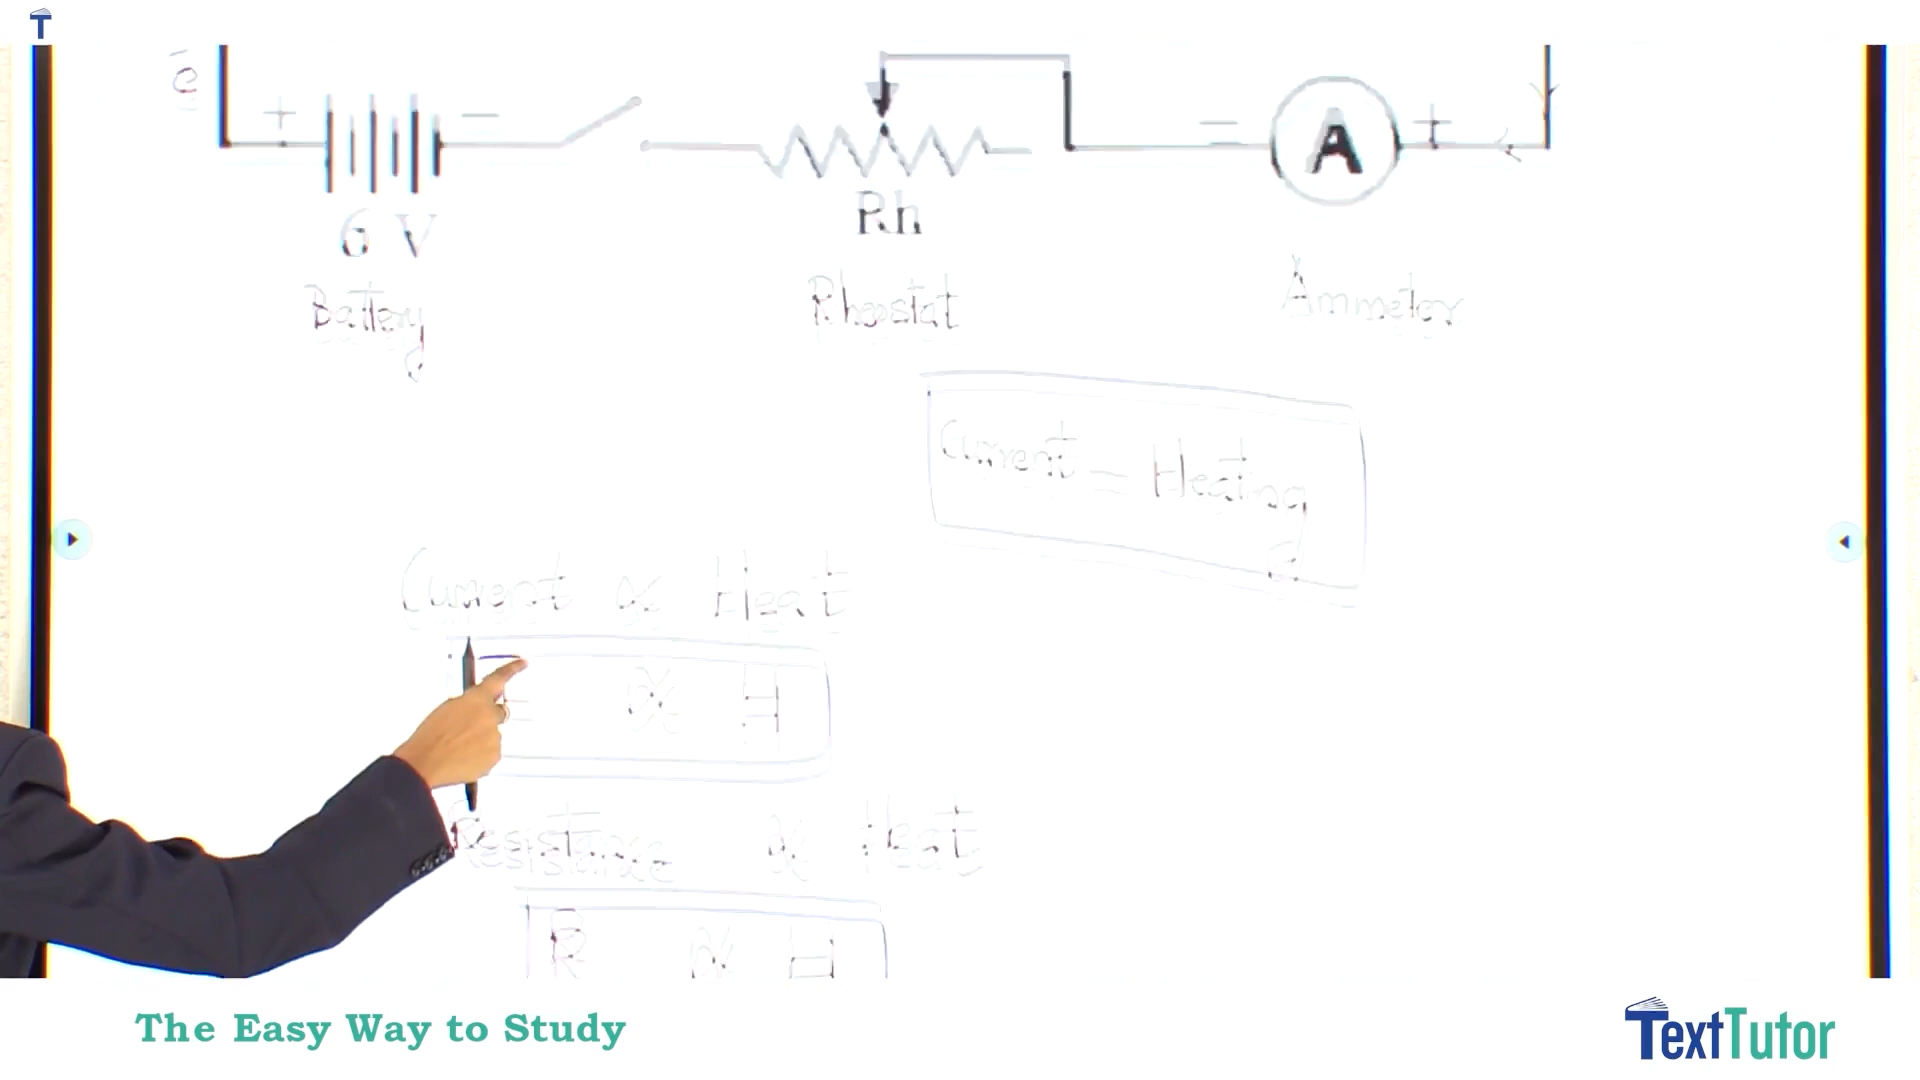 T
e
+ − − +
A
6 V
Rh
Battery
Rheostat
Ammeter
Current = Heating
Current ∝ Heat
∝ H
Resistance ∝ Heat
R ∝ H
The Easy Way to Study
TextTutor